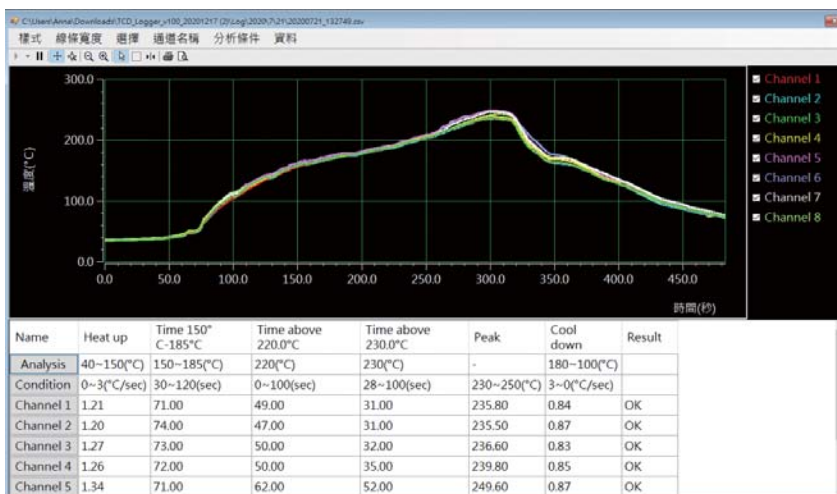 C:\Users\Anna\Downloads\TCD_Logger_v100_20201217 (2)\Log\2020\7\21\20200721_132749.csv
樣式 線條寬度 選擇 通道名稱 分析條件 資料
300.0
200.0
100.0
0.0
溫度(°C)
0.0 50.0 100.0 150.0 200.0 250.0 300.0 350.0 400.0 450.0
時間(秒)
Channel 1
Channel 2
Channel 3
Channel 4
Channel 5
Channel 6
Channel 7
Channel 8
Name Heat up Time 150° C-185°C Time above 220.0°C Time above 230.0°C Peak Cool down Result
Analysis 40~150(°C) 150~185(°C) 220(°C) 230(°C) - 180~100(°C)
Condition 0~3(°C/sec) 30~120(sec) 0~100(sec) 28~100(sec) 230~250(°C) 3~0(°C/sec)
Channel 1 1.21 71.00 49.00 31.00 235.80 0.84 OK
Channel 2 1.20 74.00 47.00 31.00 235.50 0.87 OK
Channel 3 1.27 73.00 50.00 32.00 236.60 0.83 OK
Channel 4 1.26 72.00 50.00 35.00 239.80 0.85 OK
Channel 5 1.34 71.00 62.00 52.00 249.60 0.87 OK